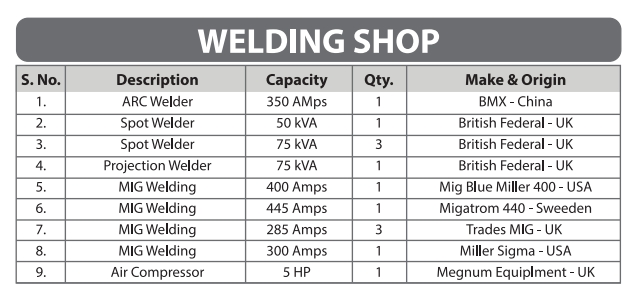 WELDING SHOP
S. No. Description Capacity Qty. Make & Origin
1. ARC Welder 350 AMps 1 BMX - China
2. Spot Welder 50 kVA 1 British Federal - UK
3. Spot Welder 75 kVA 3 British Federal - UK
4. Projection Welder 75 kVA 1 British Federal - UK
5. MIG Welding 400 Amps 1 Mig Blue Miller 400 - USA
6. MIG Welding 445 Amps 1 Migatrom 440 - Sweeden
7. MIG Welding 285 Amps 3 Trades MIG - UK
8. MIG Welding 300 Amps 1 Miller Sigma - USA
9. Air Compressor 5 HP 1 Megnum Equiplment - UK